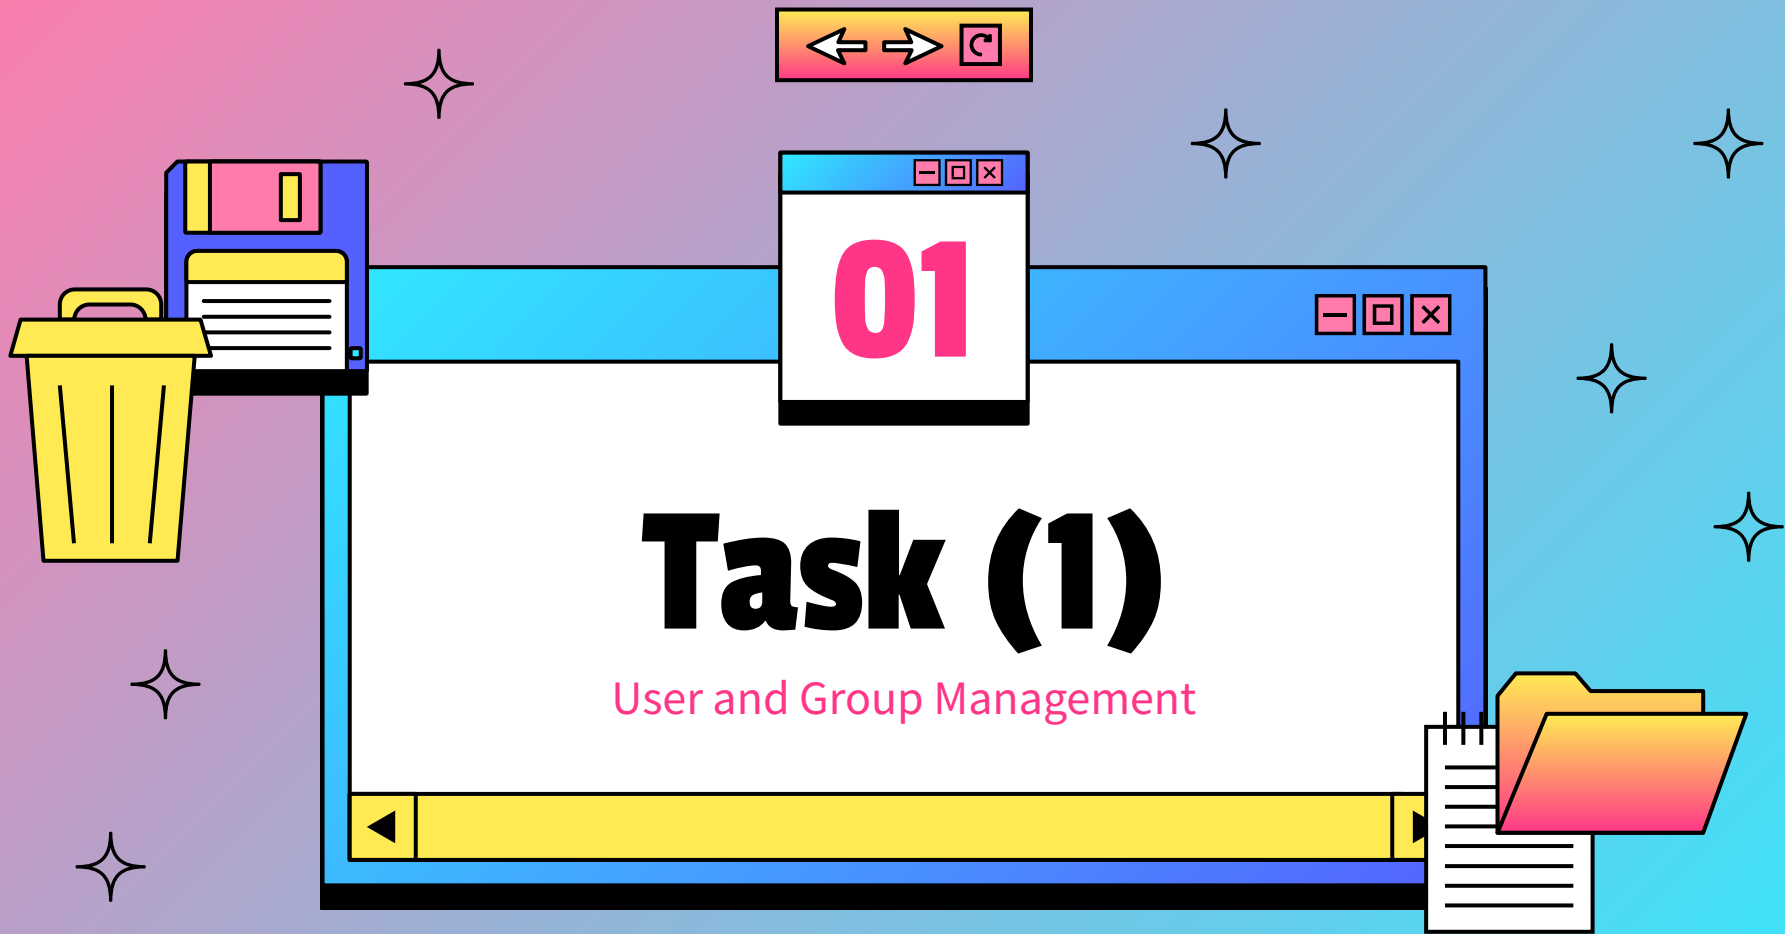 01
Task (1)
User and Group Management